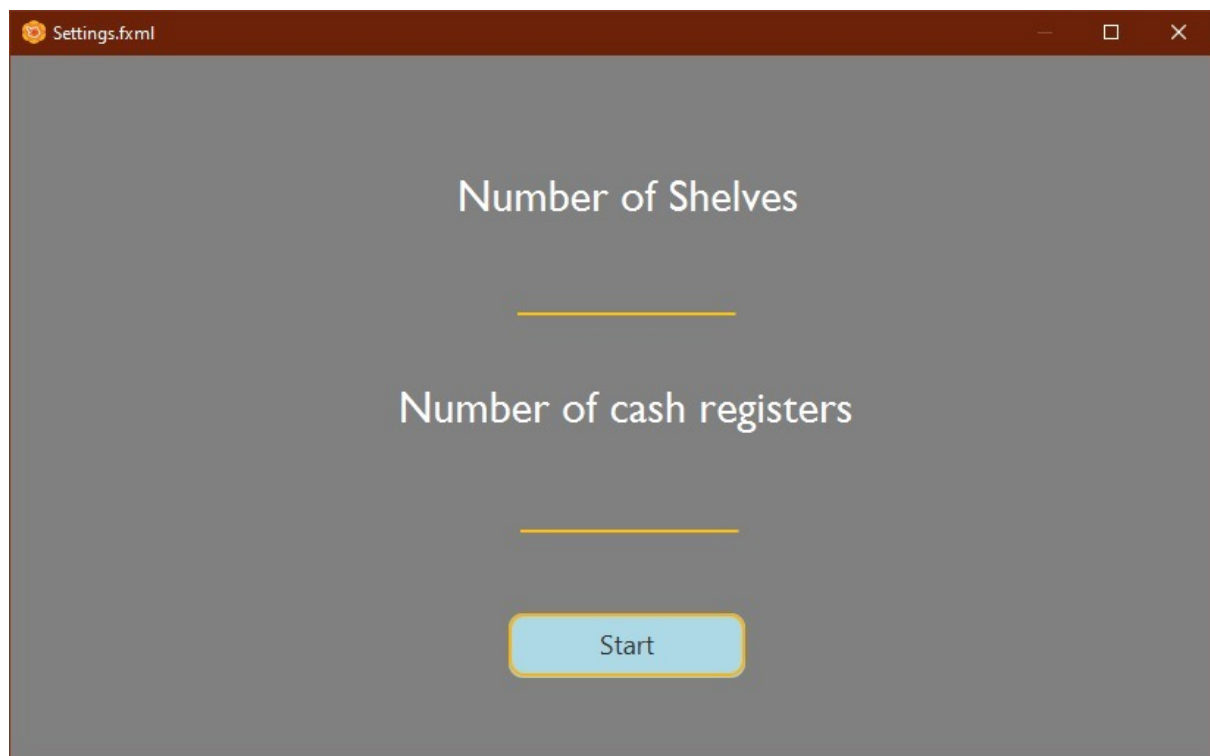 Settings.fxml
Number of Shelves
Number of cash registers
Start